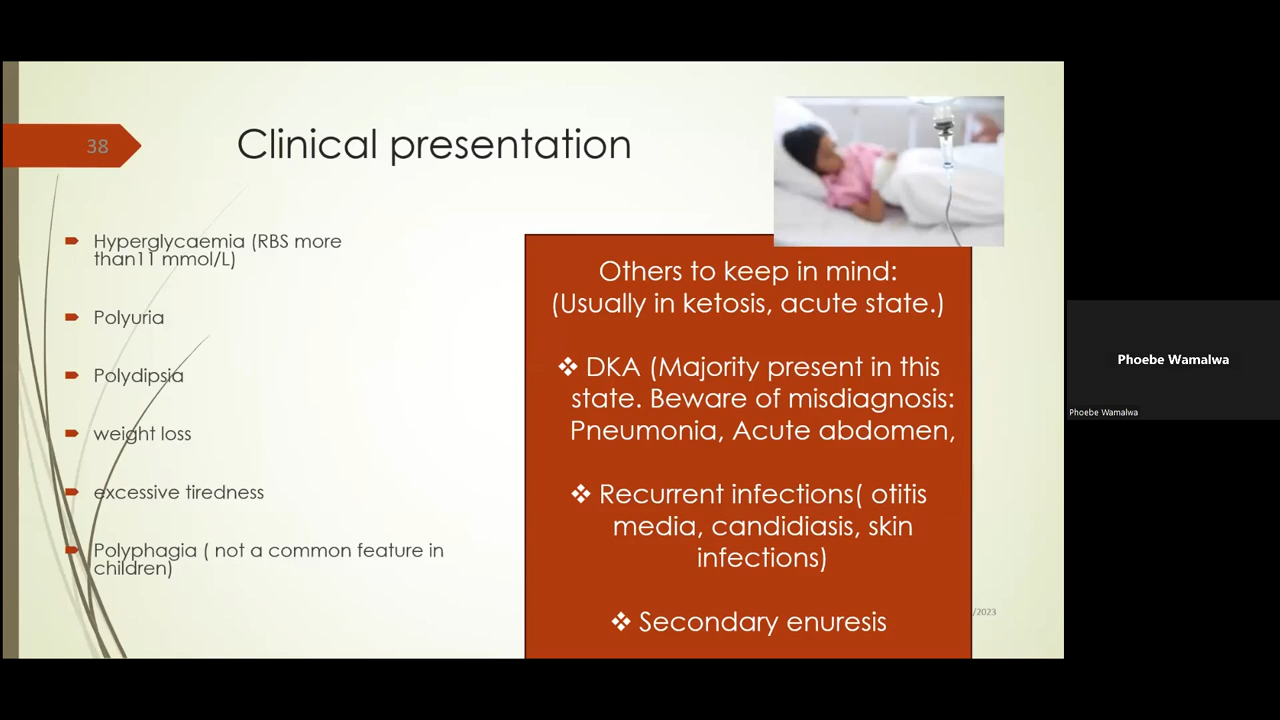 38
Clinical presentation
Hyperglycaemia (RBS more
than11 mmol/L)
Polyuria
Polydipsia
weight loss
excessive tiredness
Polyphagia ( not a common feature in
children)
Others to keep in mind:
(Usually in ketosis, acute state.)
❖ DKA (Majority present in this
state. Beware of misdiagnosis:
Pneumonia, Acute abdomen,
❖ Recurrent infections( otitis
media, candidiasis, skin
infections)
❖ Secondary enuresis
/2023
Phoebe Wamalwa
Phoebe Wamalwa